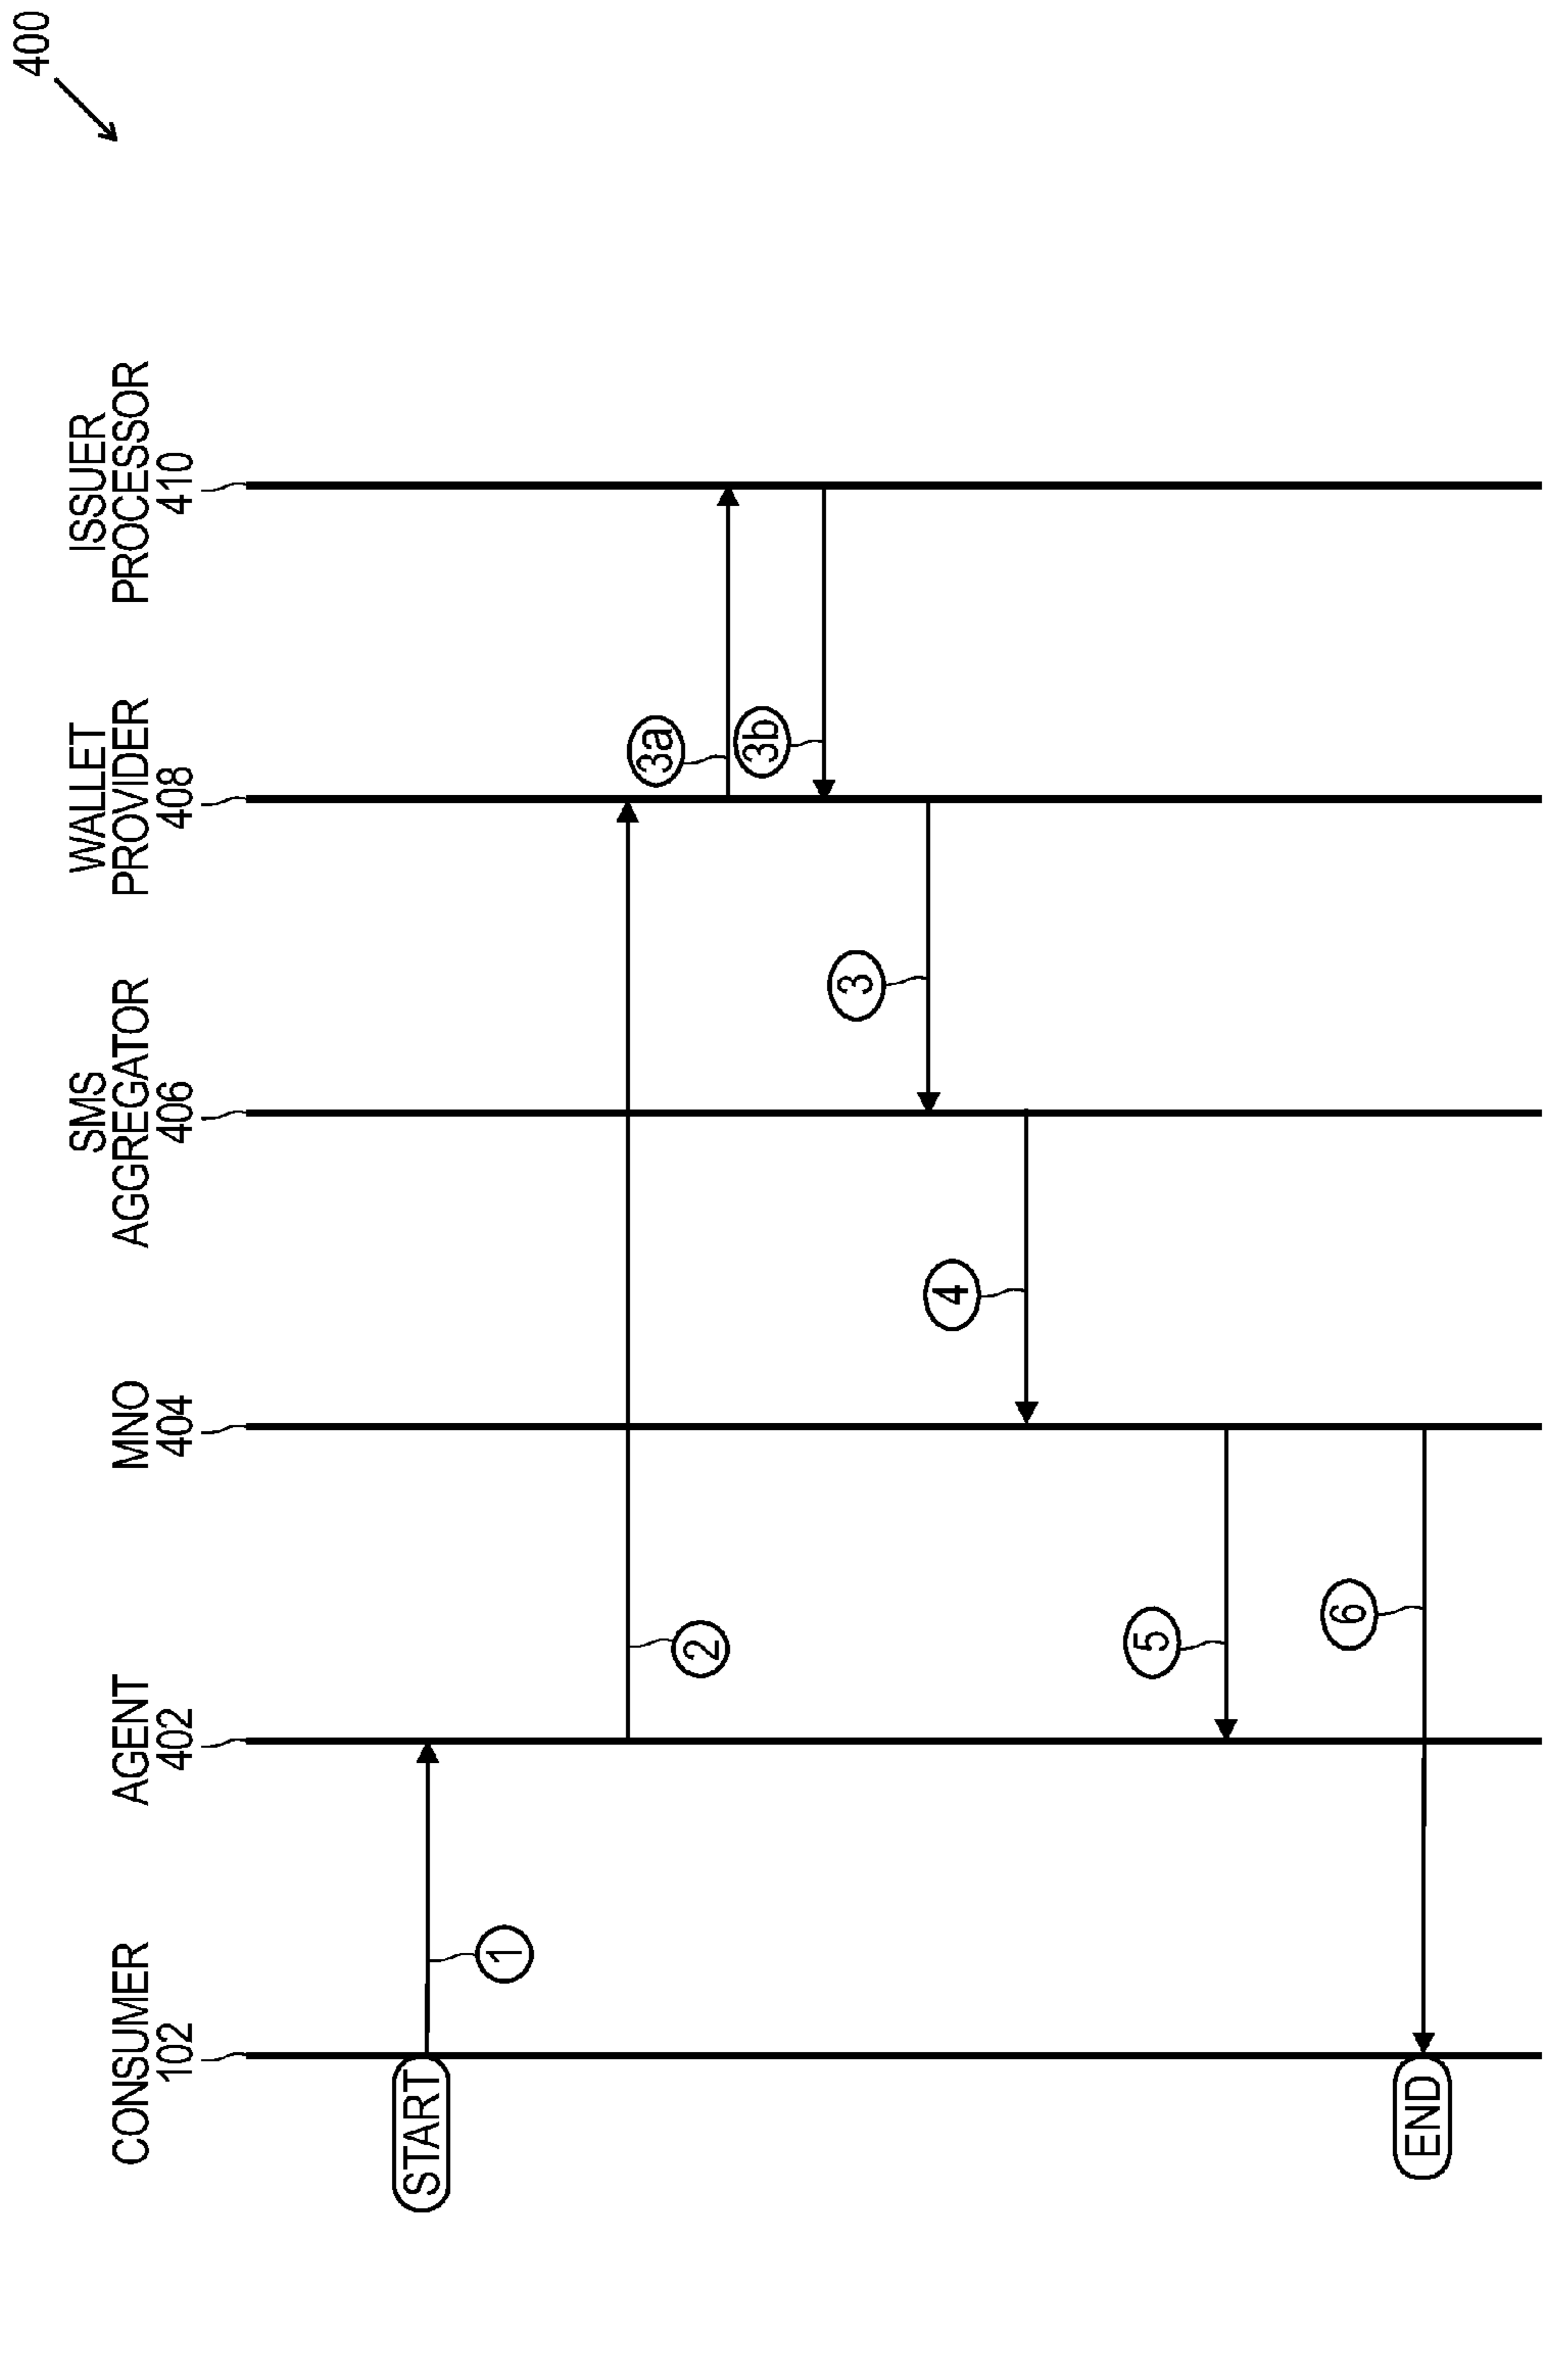 400
CONSUMER
102
AGENT
402
MNO
404
SMS
AGGREGATOR
406
WALLET
PROVIDER
408
ISSUER
PROCESSOR
410
START
1
2
3a
3b
3
4
5
6
END